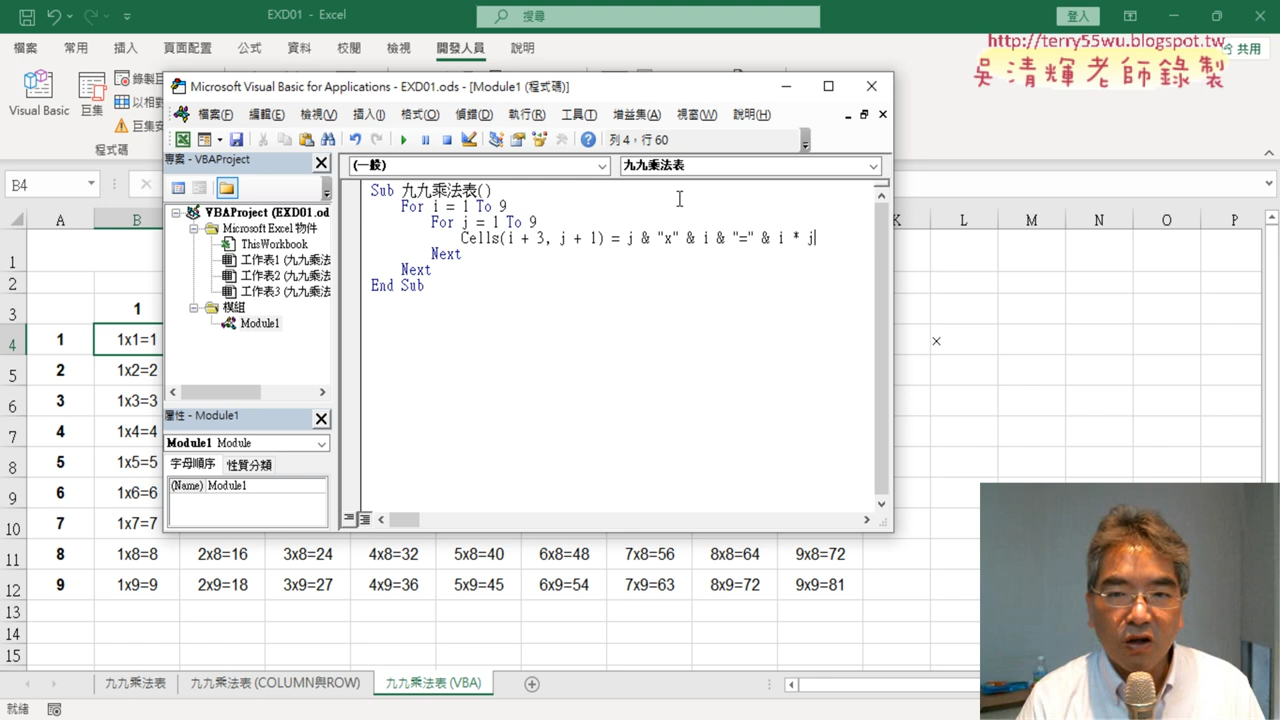 EXD01 - Excel
搜尋
登入
檔案 常用 插入 頁面配置 公式 資料 校閱 檢視 開發人員 說明
共用
http://terry55wu.blogspot.tw
吳清輝老師錄製
Visual Basic
巨集
錄製巨
以相對
巨集安
程式碼
Microsoft Visual Basic for Applications - EXD01.ods - [Module1 (程式碼)]
檔案(F) 編輯(E) 檢視(V) 插入(I) 格式(O) 偵錯(D) 執行(R) 工具(T) 增益集(A) 視窗(W) 說明(H)
列 4，行 60
專案 - VBAProject
VBAProject (EXD01.od
Microsoft Excel 物件
ThisWorkbook
工作表1 (九九乘法
工作表2 (九九乘法
工作表3 (九九乘法
模組
Module1
屬性 - Module1
Module1 Module
字母順序 性質分類
(Name) Module1
(一般) 九九乘法表
Sub 九九乘法表()
For i = 1 To 9
For j = 1 To 9
Cells(i + 3, j + 1) = j & "x" & i & "=" & i * j
Next
Next
End Sub
B4
A B K L M N O P
1
2
3 1
4 1 1x1=1 ×
5 2 1x2=2
6 3 1x3=3
7 4 1x4=4
8 5 1x5=5
9 6 1x6=6
10 7 1x7=7
11 8 1x8=8 2x8=16 3x8=24 4x8=32 5x8=40 6x8=48 7x8=56 8x8=64 9x8=72
12 9 1x9=9 2x9=18 3x9=27 4x9=36 5x9=45 6x9=54 7x9=63 8x9=72 9x9=81
13
14
15
九九乘法表 九九乘法表 (COLUMN與ROW) 九九乘法表 (VBA)
就緒